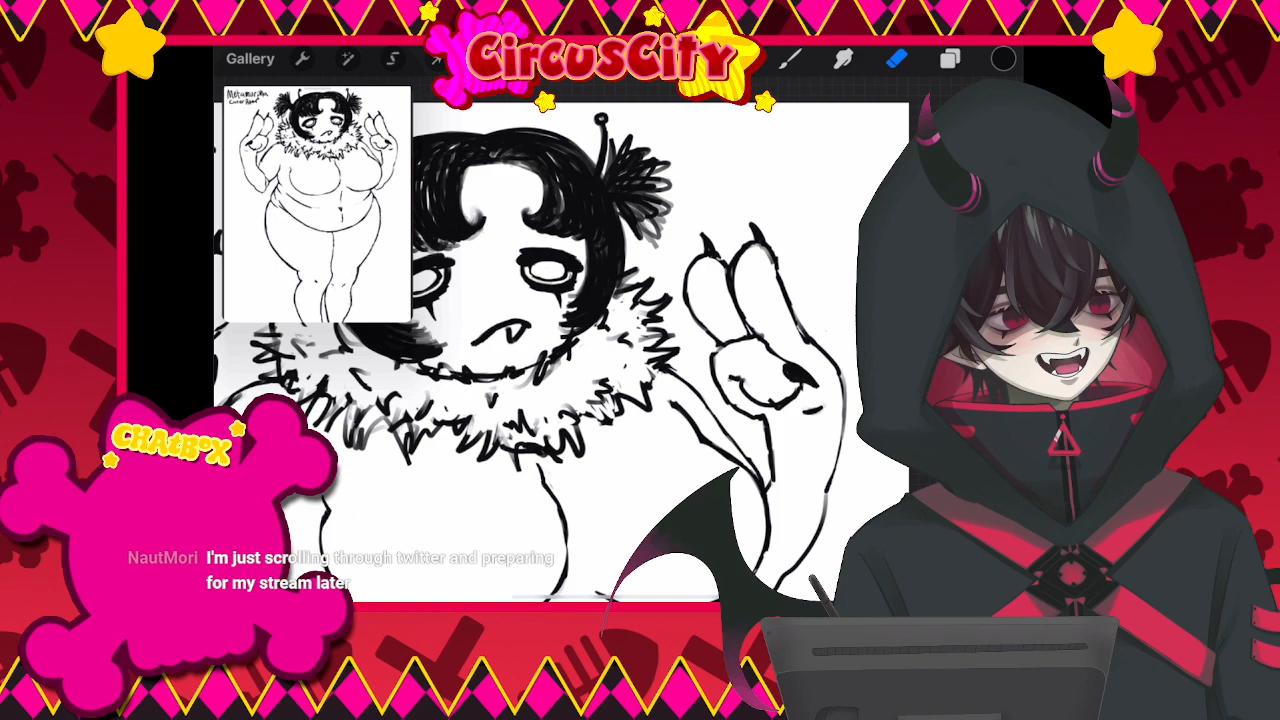 CircusCity
Gallery
CHAtBoX
NautMori I'm just scrolling through twitter and preparing
for my stream later